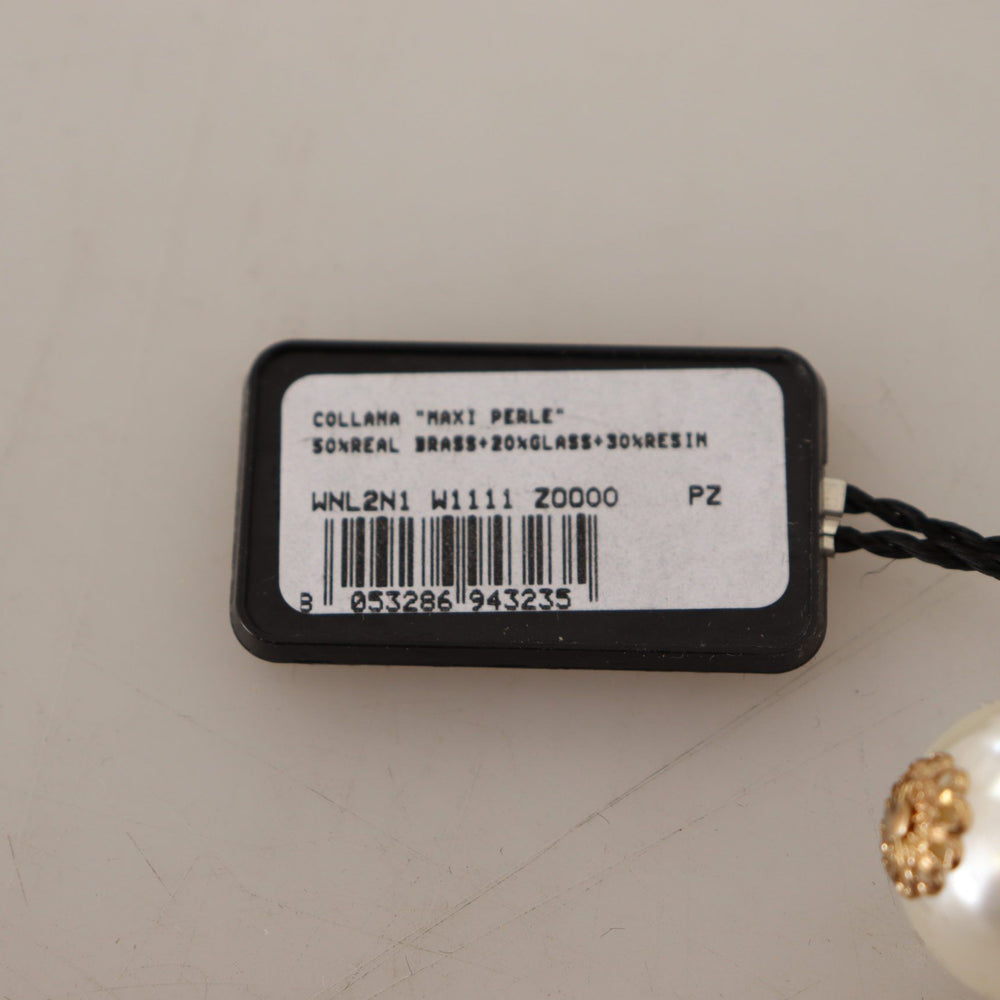 COLLANA "MAXI PERLE"
50%REAL BRASS+20%GLASS+30%RESIN
WNL2N1 W1111 Z0000 PZ
8 053286 943235